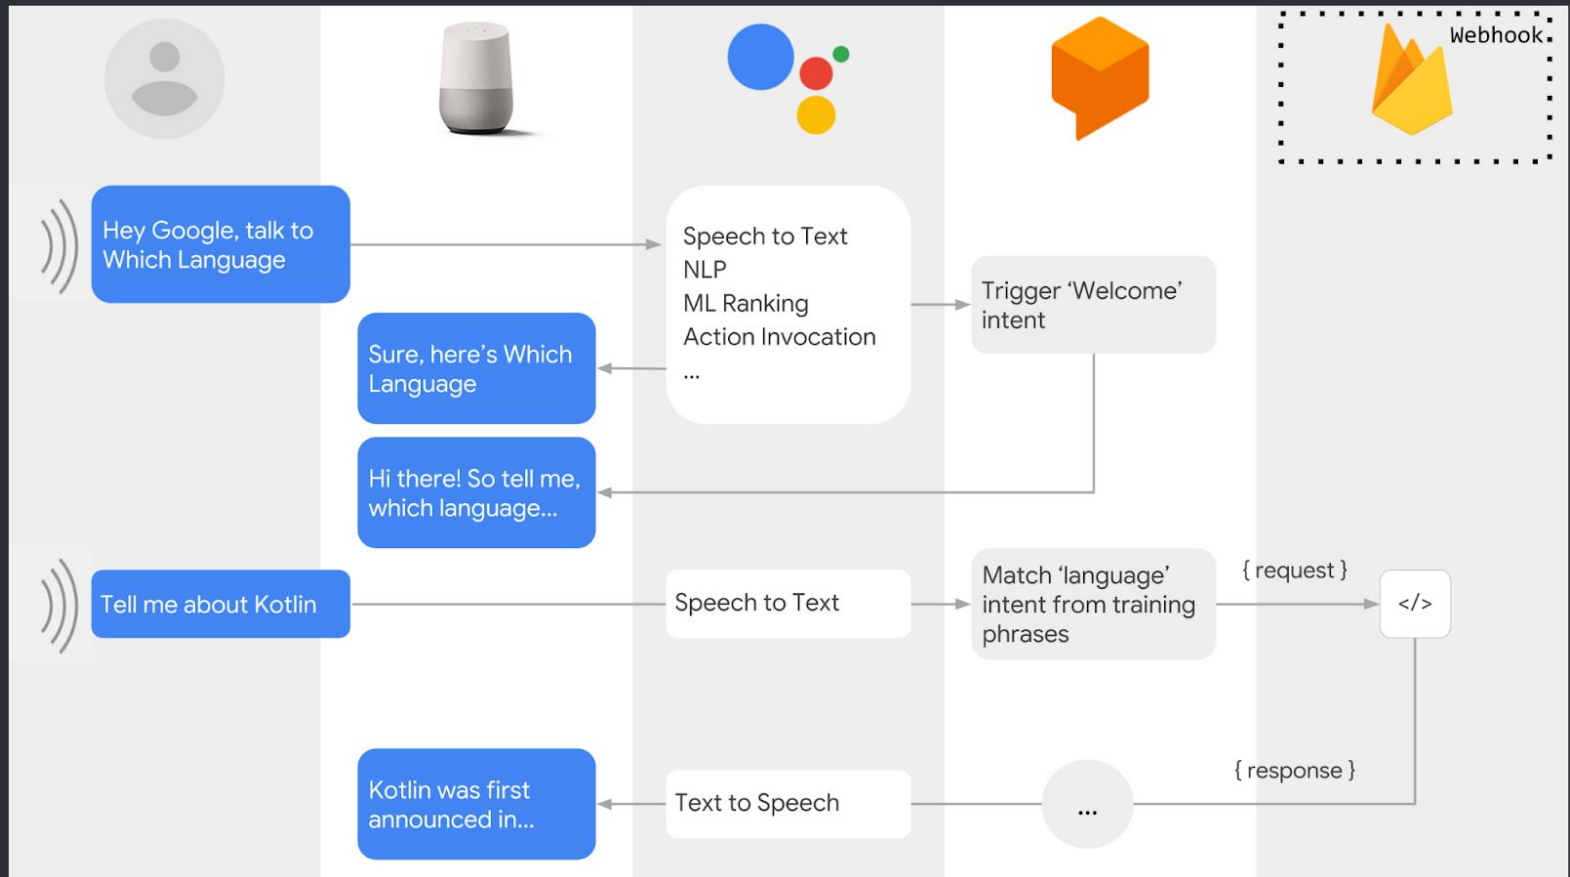 Webhook
Hey Google, talk to
Which Language
Speech to Text
NLP
ML Ranking
Action Invocation
...
Trigger ‘Welcome’
intent
Sure, here’s Which
Language
Hi there! So tell me,
which language...
Tell me about Kotlin
Speech to Text
Match ‘language’
intent from training
phrases
{ request }
</>
Kotlin was first
announced in...
Text to Speech
...
{ response }